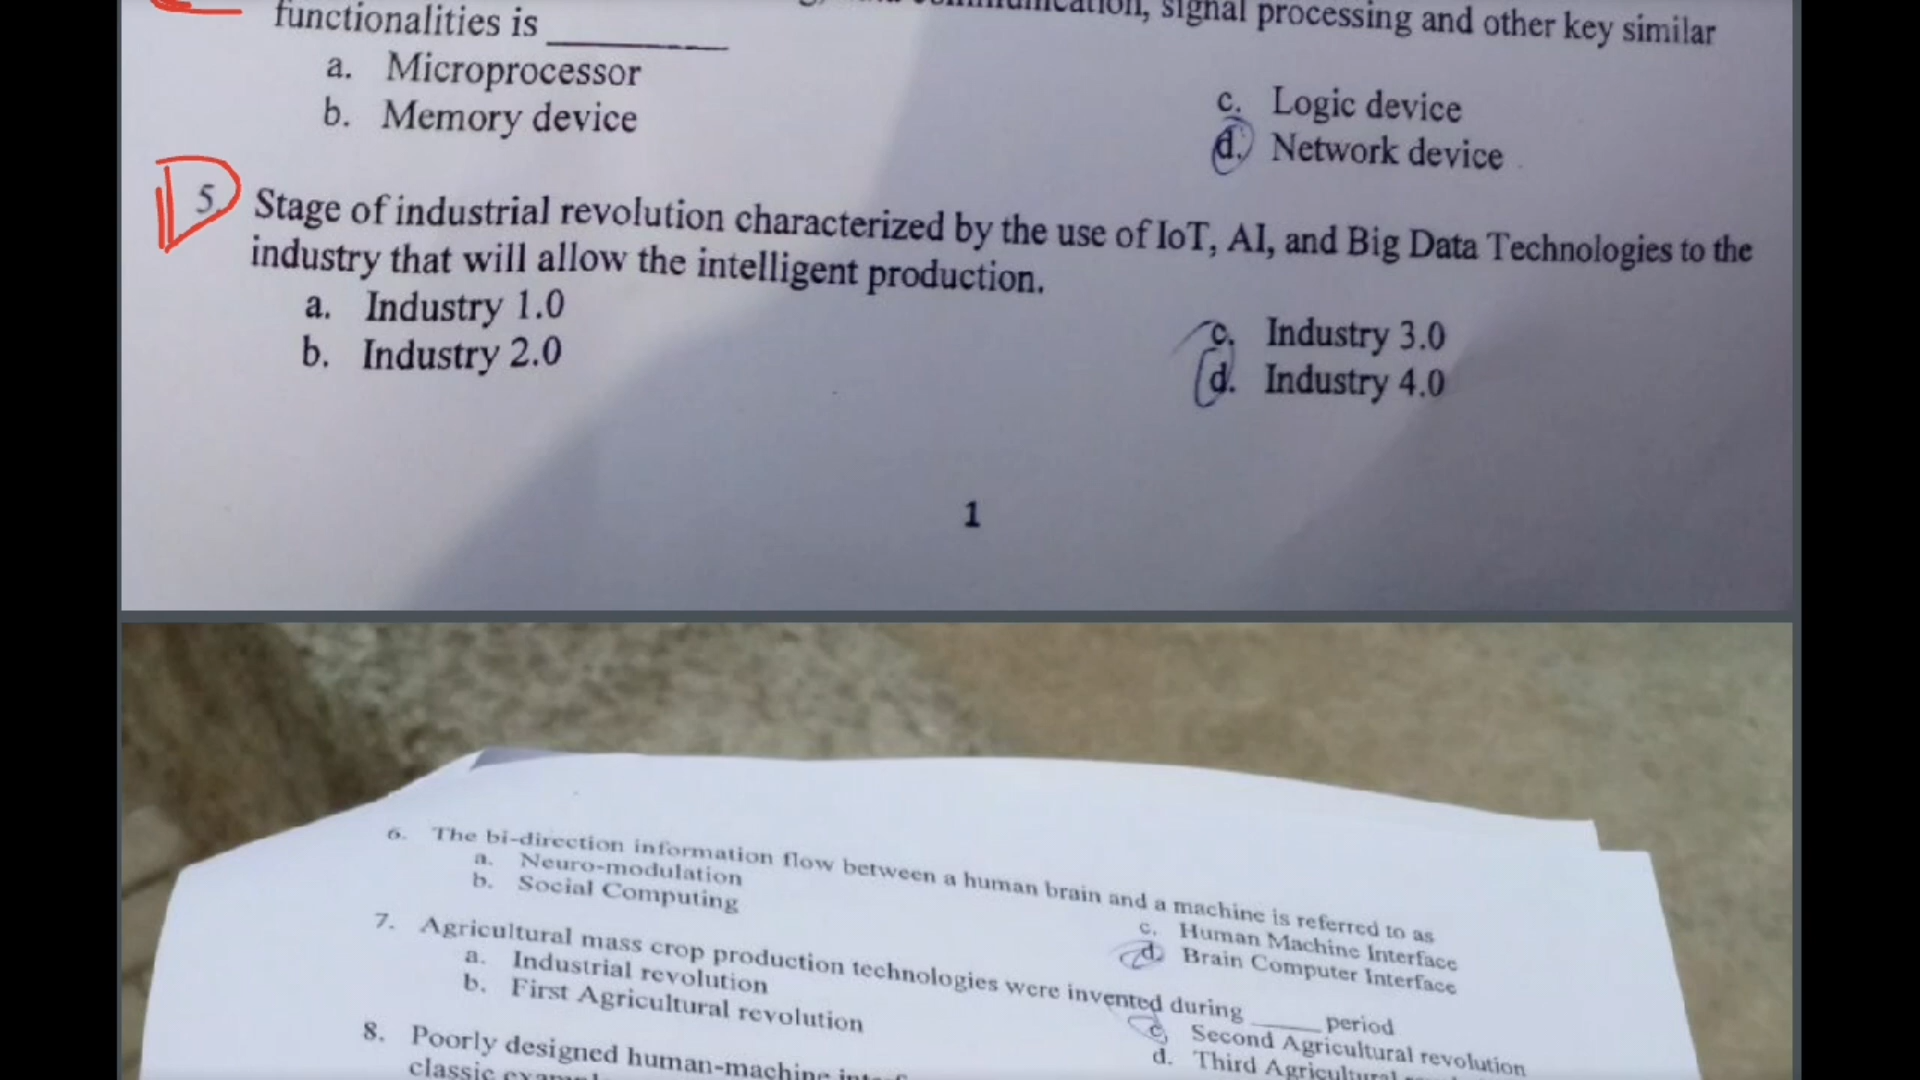 signal processing and other key similar
functionalities is ________
a. Microprocessor
b. Memory device
c. Logic device
d. Network device
D
5. Stage of industrial revolution characterized by the use of IoT, AI, and Big Data Technologies to the
industry that will allow the intelligent production.
a. Industry 1.0
b. Industry 2.0
c. Industry 3.0
d. Industry 4.0
1
6. The bi-direction information flow between a human brain and a machine is referred to as
a. Neuro-modulation
b. Social Computing
c. Human Machine Interface
d. Brain Computer Interface
7. Agricultural mass crop production technologies were invented during _____ period
a. Industrial revolution
b. First Agricultural revolution
c. Second Agricultural revolution
d. Third
8. Poorly designed human-machine
classic